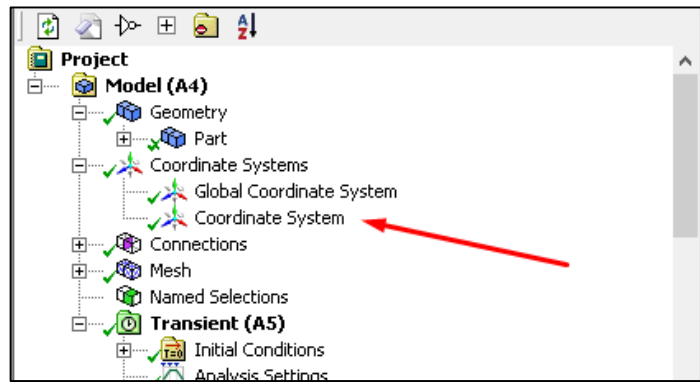 Project
Model (A4)
Geometry
Part
Coordinate Systems
Global Coordinate System
Coordinate System
Connections
Mesh
Named Selections
Transient (A5)
T=0
Initial Conditions
Analysis Settings